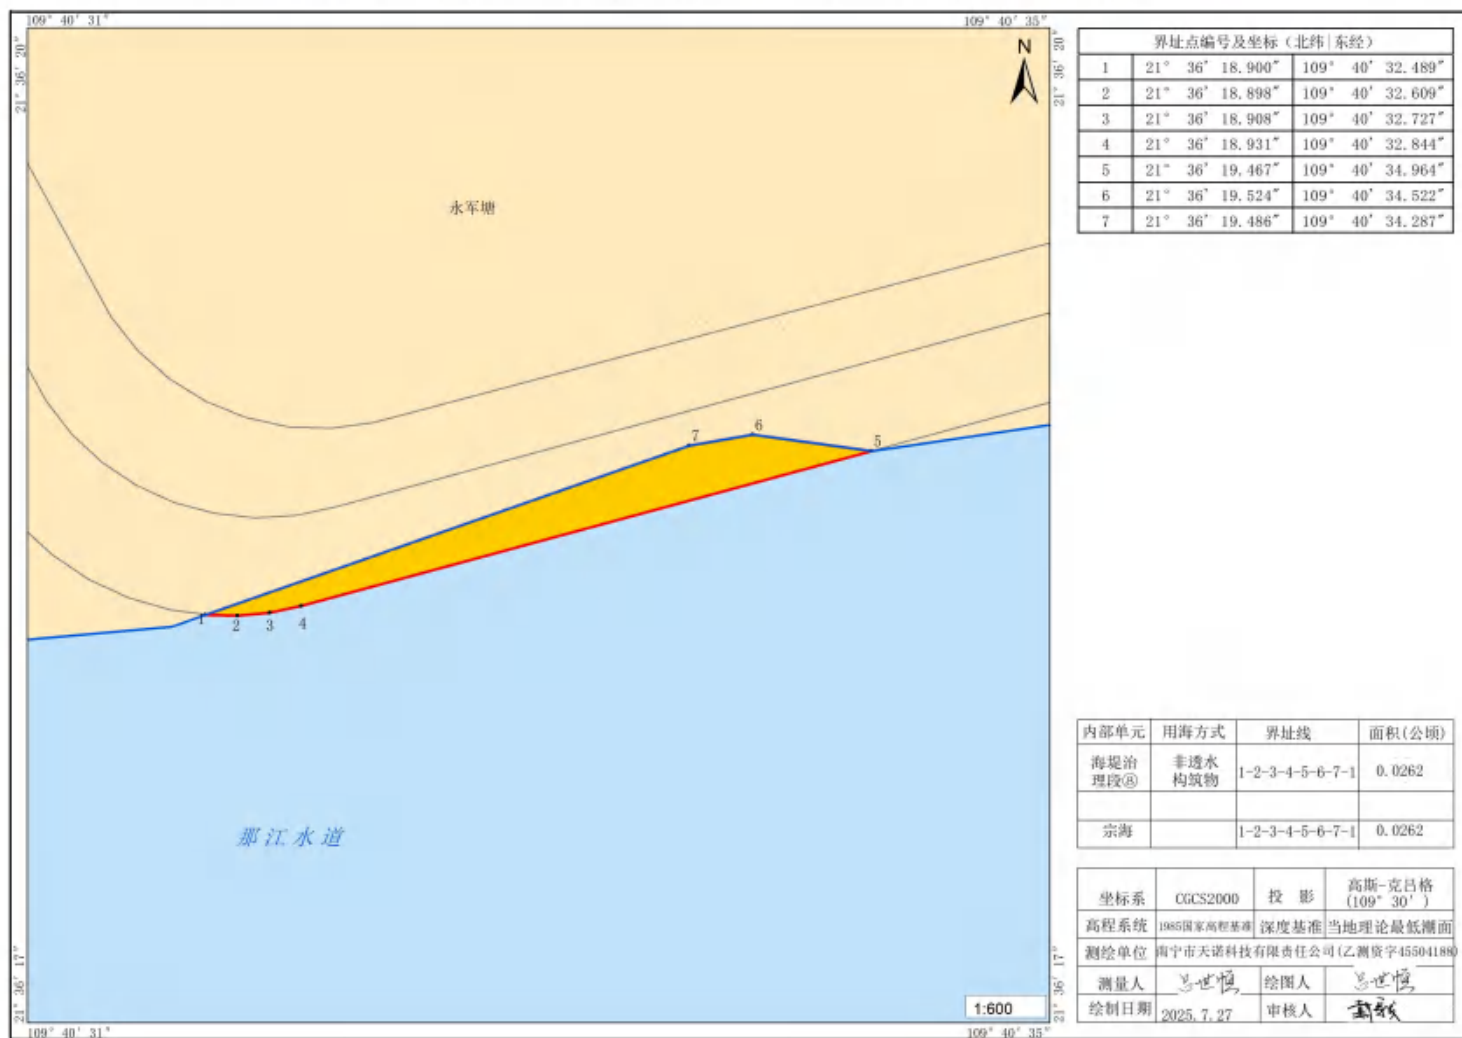 109° 40′ 31″
109° 40′ 35″
21° 36′ 20″
21° 36′ 20″
N
永军塘
7
6
5
1
2
3
4
那江水道
1:600
21° 36′ 17″
21° 36′ 17″
109° 40′ 31″
109° 40′ 35″
界址点编号及坐标（北纬|东经）
1 21° 36′ 18.900″ 109° 40′ 32.489″
2 21° 36′ 18.898″ 109° 40′ 32.609″
3 21° 36′ 18.908″ 109° 40′ 32.727″
4 21° 36′ 18.931″ 109° 40′ 32.844″
5 21° 36′ 19.467″ 109° 40′ 34.964″
6 21° 36′ 19.524″ 109° 40′ 34.522″
7 21° 36′ 19.486″ 109° 40′ 34.287″
内部单元 用海方式 界址线 面积(公顷)
海堤治理段⑧ 非透水构筑物 1-2-3-4-5-6-7-1 0.0262
宗海 1-2-3-4-5-6-7-1 0.0262
坐标系 CGCS2000 投 影 高斯-克吕格(109° 30′)
高程系统 1985国家高程基准 深度基准 当地理论最低潮面
测绘单位 南宁市天诺科技有限责任公司(乙测资字45504188)
测量人 吕世恒 绘图人 吕世恒
绘制日期 2025.7.27 审核人